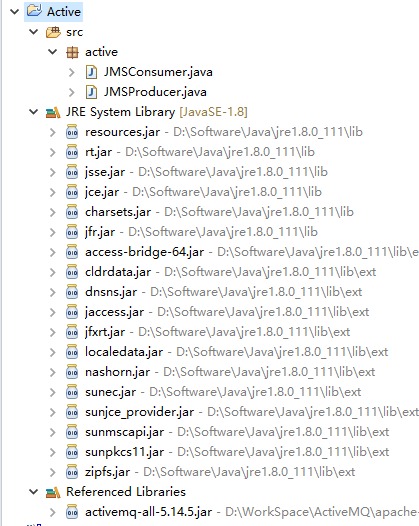 Active
src
active
JMSConsumer.java
JMSProducer.java
JRE System Library [JavaSE-1.8]
resources.jar - D:\Software\Java\jre1.8.0_111\lib
rt.jar - D:\Software\Java\jre1.8.0_111\lib
jsse.jar - D:\Software\Java\jre1.8.0_111\lib
jce.jar - D:\Software\Java\jre1.8.0_111\lib
charsets.jar - D:\Software\Java\jre1.8.0_111\lib
jfr.jar - D:\Software\Java\jre1.8.0_111\lib
access-bridge-64.jar - D:\Software\Java\jre1.8.0_111\lib\e
cldrdata.jar - D:\Software\Java\jre1.8.0_111\lib\ext
dnsns.jar - D:\Software\Java\jre1.8.0_111\lib\ext
jaccess.jar - D:\Software\Java\jre1.8.0_111\lib\ext
jfxrt.jar - D:\Software\Java\jre1.8.0_111\lib\ext
localedata.jar - D:\Software\Java\jre1.8.0_111\lib\ext
nashorn.jar - D:\Software\Java\jre1.8.0_111\lib\ext
sunec.jar - D:\Software\Java\jre1.8.0_111\lib\ext
sunjce_provider.jar - D:\Software\Java\jre1.8.0_111\lib\ext
sunmscapi.jar - D:\Software\Java\jre1.8.0_111\lib\ext
sunpkcs11.jar - D:\Software\Java\jre1.8.0_111\lib\ext
zipfs.jar - D:\Software\Java\jre1.8.0_111\lib\ext
Referenced Libraries
activemq-all-5.14.5.jar - D:\WorkSpace\ActiveMQ\apache